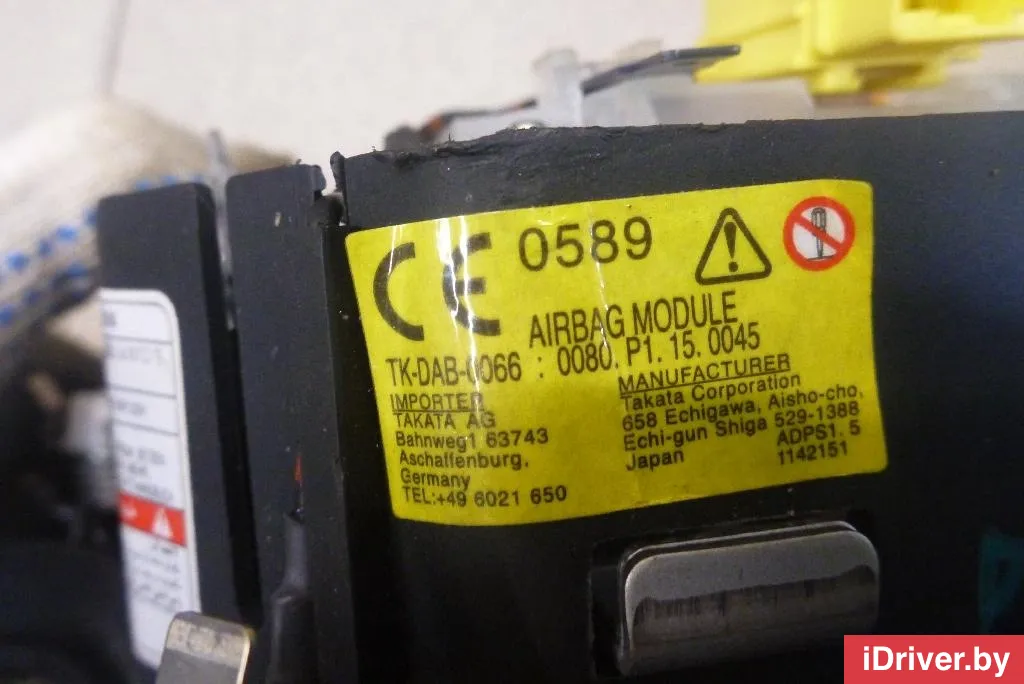 CE 0589
AIRBAG MODULE
TK-DAB-0066 : 0080. P1. 15. 0045
IMPORTER
TAKATA AG
Bahnweg1 63743
Aschaffenburg,
Germany
TEL:+49 6021 650
MANUFACTURER
Takata Corporation
658 Echigawa, Aisho-cho,
Echi-gun Shiga 529-1388
Japan
ADPS1. 5
1142151
iDriver.by